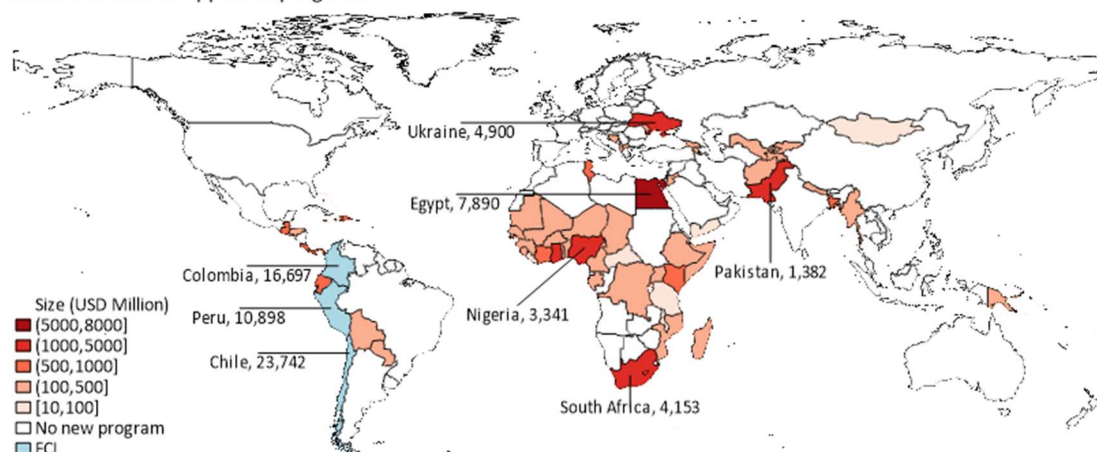 Ukraine, 4,900
Egypt, 7,890
Colombia, 16,697
Pakistan, 1,382
Peru, 10,898
Nigeria, 3,341
Chile, 23,742
South Africa, 4,153
Size (USD Million)
(5000,8000]
(1000,5000]
(500,1000]
(100,500]
[10,100]
No new program